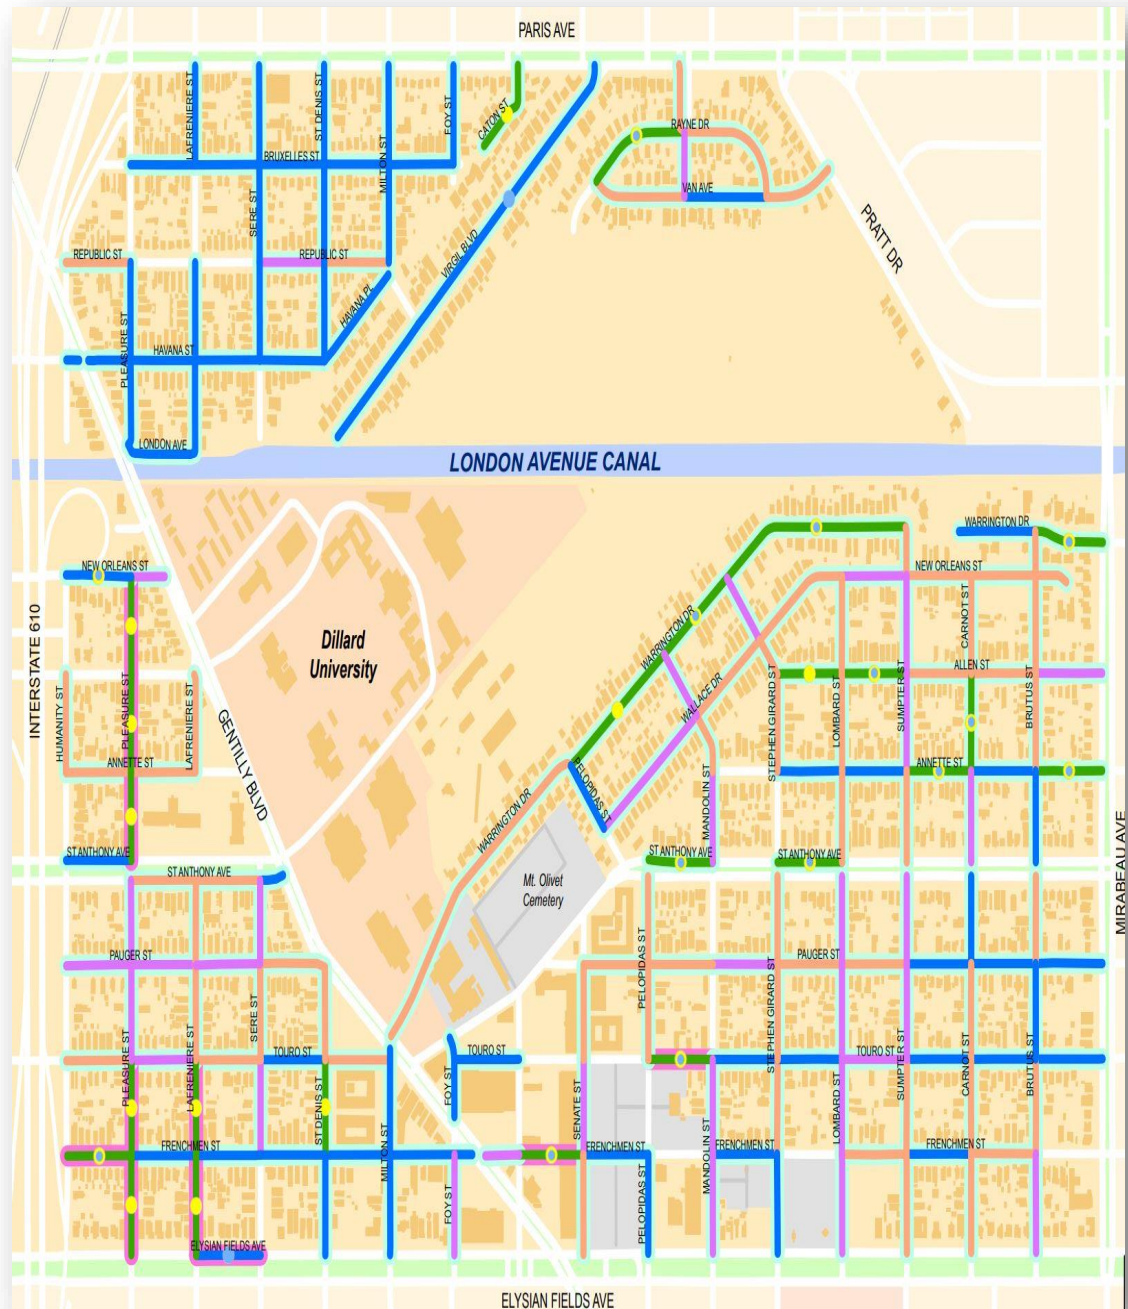 PARIS AVE
LAFRENIERE ST
ST DENIS ST
MILTON ST
FOY ST
CATON ST
RAYNE DR
BRUXELLES ST
SERE ST
VAN AVE
PRATT DR
REPUBLIC ST
REPUBLIC ST
VIRGIL BLVD
HAVANA PL
HAVANA ST
PLEASURE ST
LONDON AVE
LONDON AVENUE CANAL
WARRINGTON DR
NEW ORLEANS ST
NEW ORLEANS ST
INTERSTATE 610
Dillard
University
WARRINGTON DR
CARNOT ST
ALLEN ST
HUMANITY ST
PLEASURE ST
LAFRENIERE ST
GENTILLY BLVD
WALLACE DR
STEPHEN GIRARD ST
LOMBARD ST
SUMPTER ST
BRUTUS ST
ANNETTE ST
ANNETTE ST
PELOPIDAS ST
MANDOLIN ST
WARRINGTON DR
MIRABEAU AVE
ST ANTHONY AVE
ST ANTHONY AVE
ST ANTHONY AVE
ST ANTHONY AVE
Mt. Olivet
Cemetery
PAUGER ST
PAUGER ST
PELOPIDAS ST
STEPHEN GIRARD ST
SERE ST
PLEASURE ST
LAFRENIERE ST
TOURO ST
TOURO ST
TOURO ST
SUMPTER ST
CARNOT ST
BRUTUS ST
ST DENIS ST
FOY ST
SENATE ST
LOMBARD ST
MILTON ST
MANDOLIN ST
FRENCHMEN ST
FRENCHMEN ST
FRENCHMEN ST
FRENCHMEN ST
FOY ST
PELOPIDAS ST
ELYSIAN FIELDS AVE
ELYSIAN FIELDS AVE